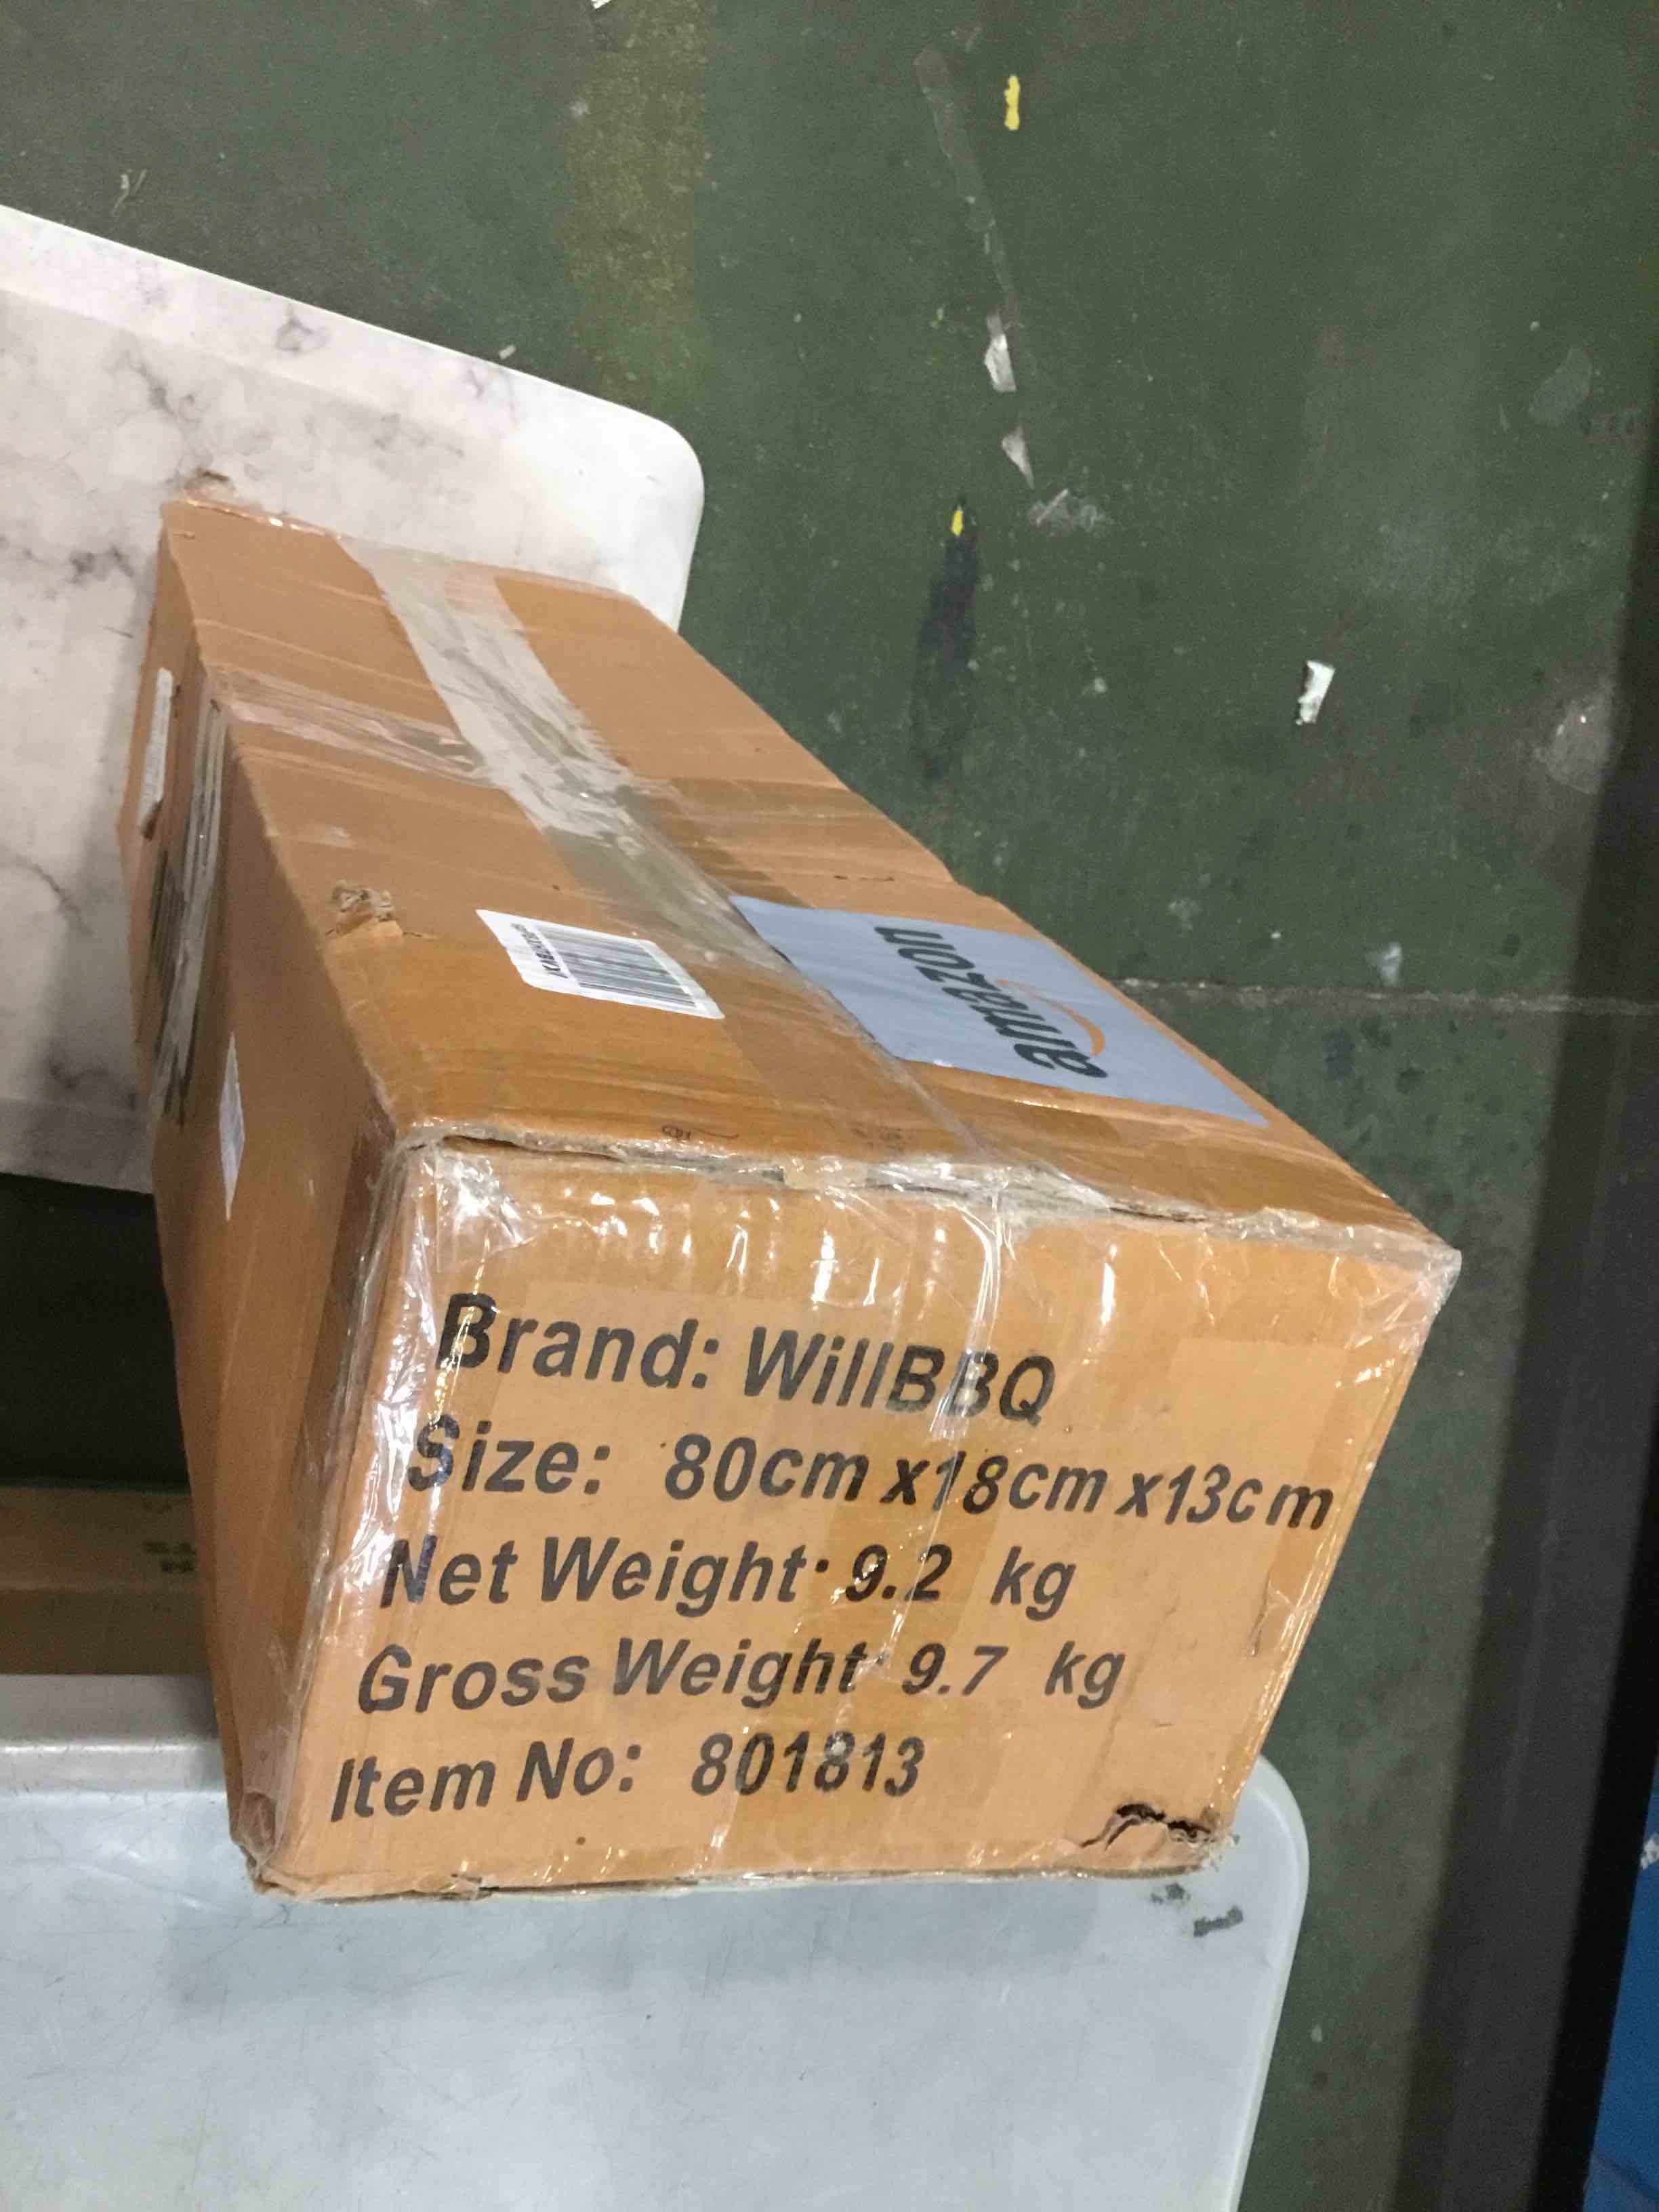 amazon
Brand: WillBBQ
Size: 80cm x18cm x13cm
Net Weight: 9.2 kg
Gross Weight: 9.7 kg
Item No: 801813